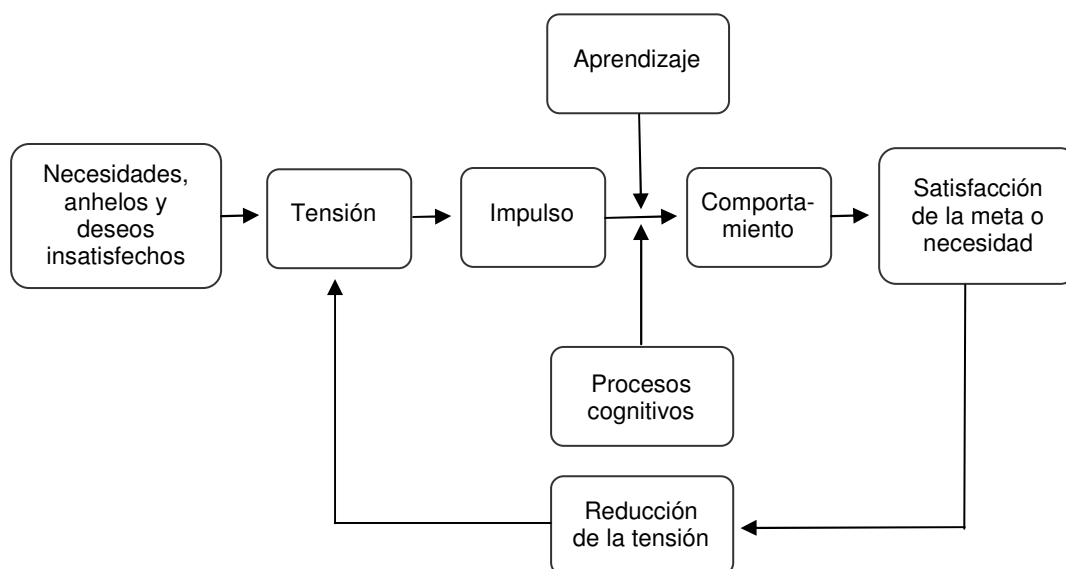 Aprendizaje
Necesidades,
anhelos y
deseos
insatisfechos
Tensión
Impulso
Comporta-
miento
Satisfacción
de la meta o
necesidad
Procesos
cognitivos
Reducción
de la tensión